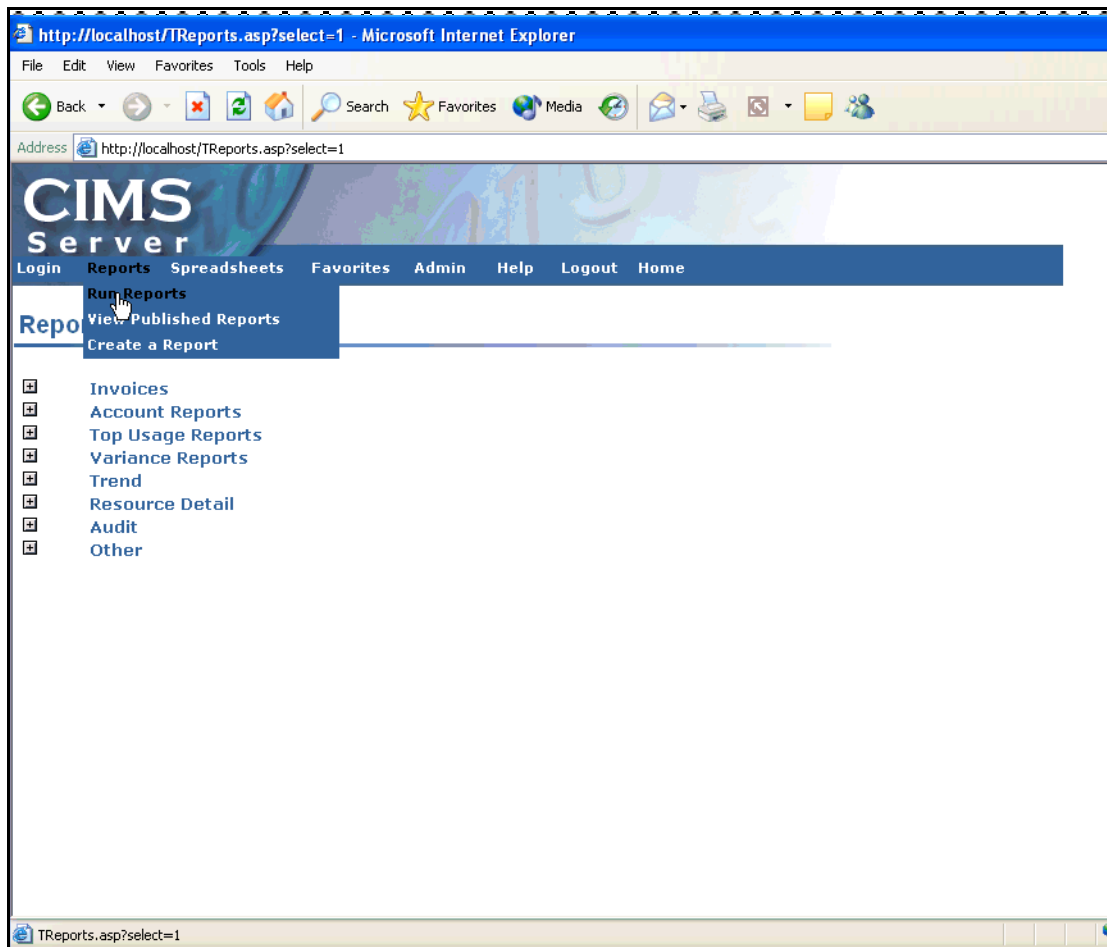 http://localhost/TReports.asp?select=1 - Microsoft Internet Explorer
File Edit View Favorites Tools Help
Back Search Favorites Media
Address http://localhost/TReports.asp?select=1
CIMS
Server
Login Reports Spreadsheets Favorites Admin Help Logout Home
Run Reports
View Published Reports
Repo
Create a Report
Invoices
Account Reports
Top Usage Reports
Variance Reports
Trend
Resource Detail
Audit
Other
TReports.asp?select=1